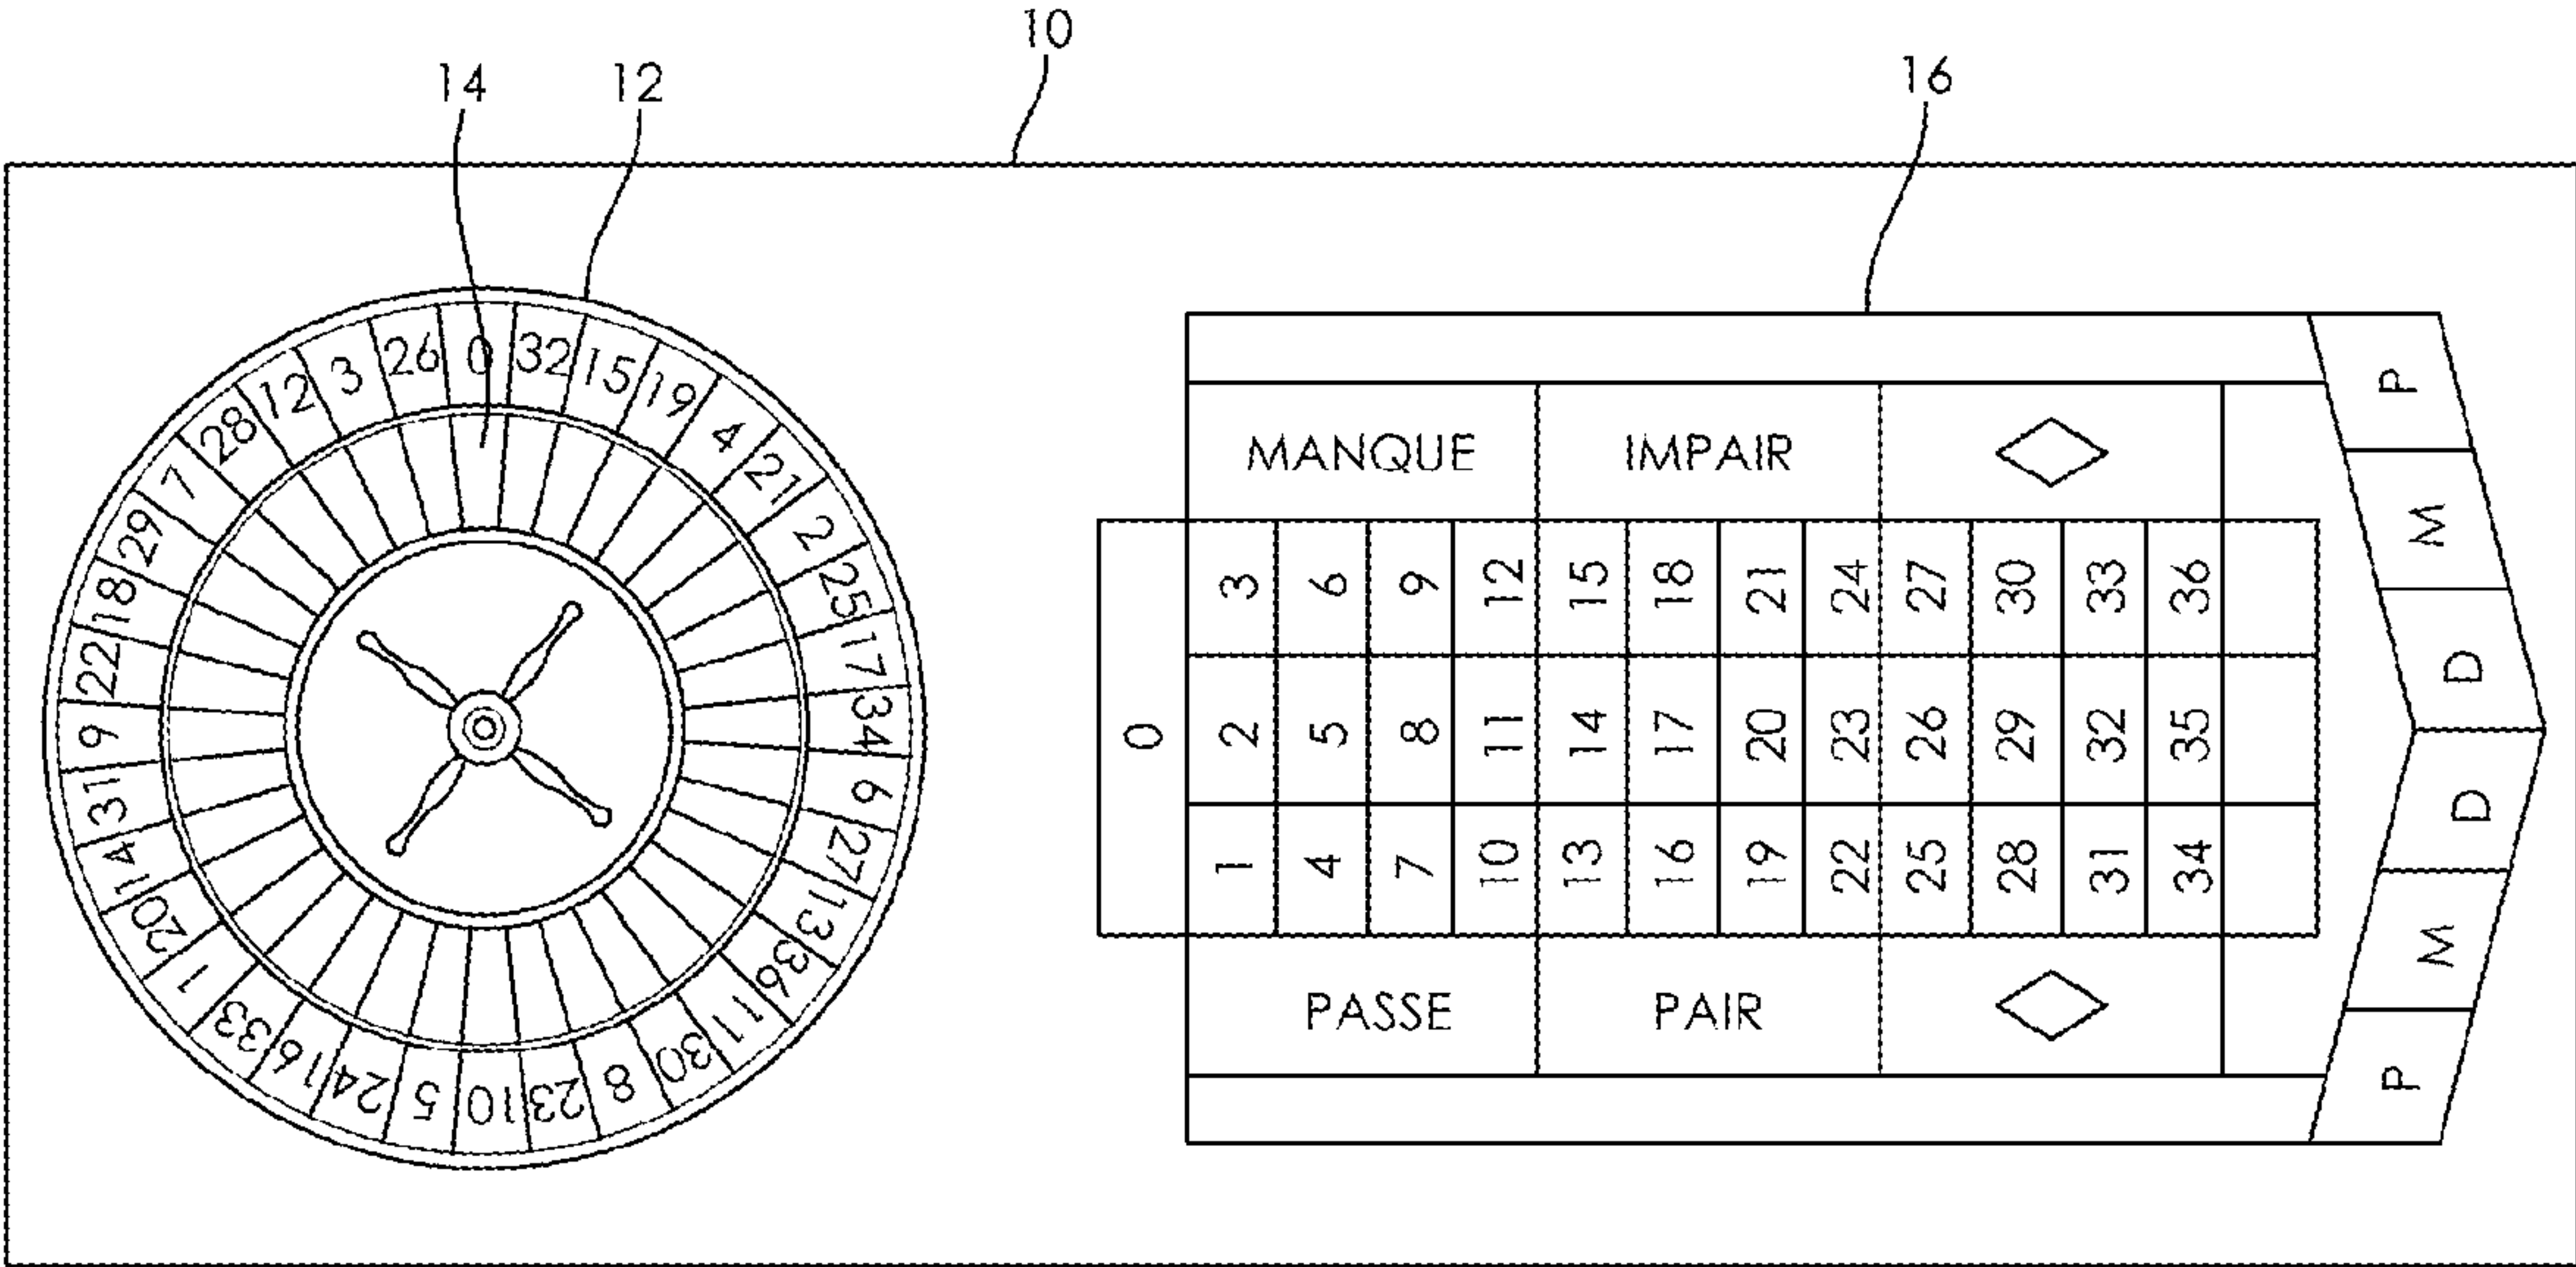 10
14 12 16
0 32 15 19 4 21 2 25 17 34 6 27 13 36 11 30 8 23 10 5 24 16 33 1 20 14 31 9 22 18 29 7 28 12 3 26
MANQUE IMPAIR
0
3 6 9 12 15 18 21 24 27 30 33 36
2 5 8 11 14 17 20 23 26 29 32 35
1 4 7 10 13 16 19 22 25 28 31 34
PASSE PAIR
P
M
D
D
M
P